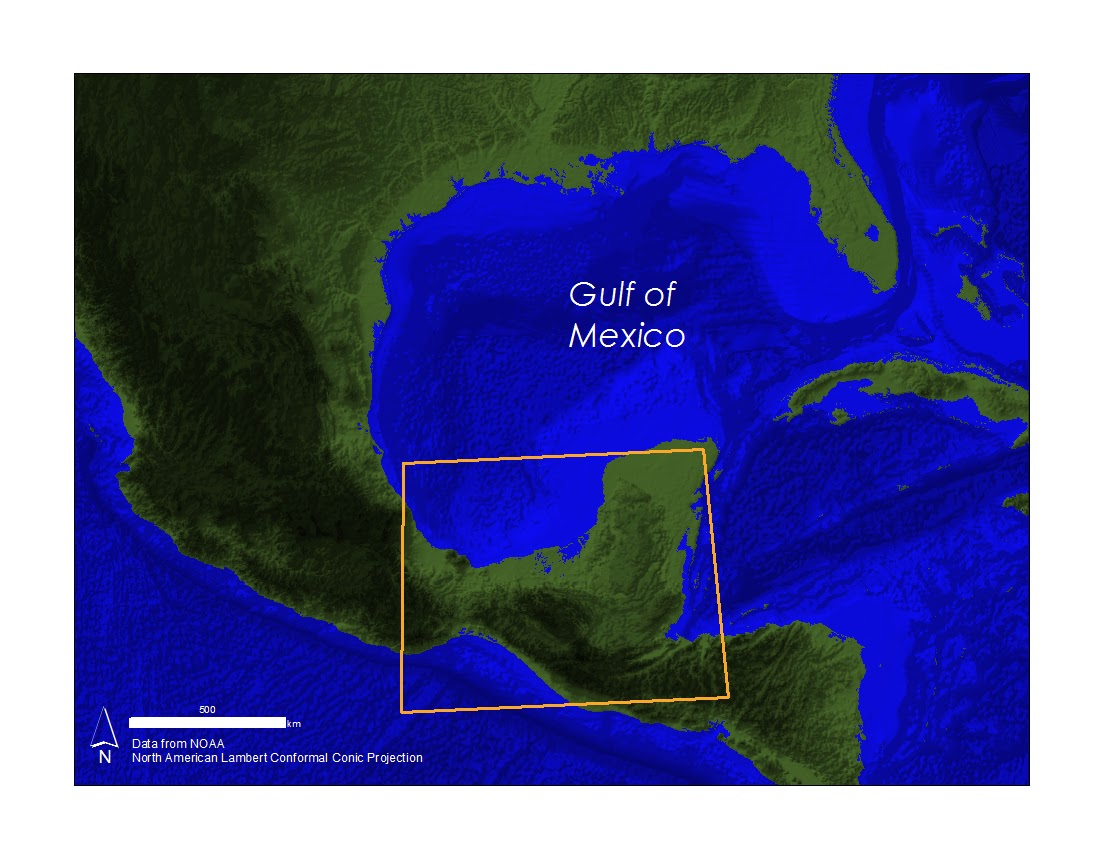 Gulf of
Mexico
500
km
N
Data from NOAA
North American Lambert Conformal Conic Projection